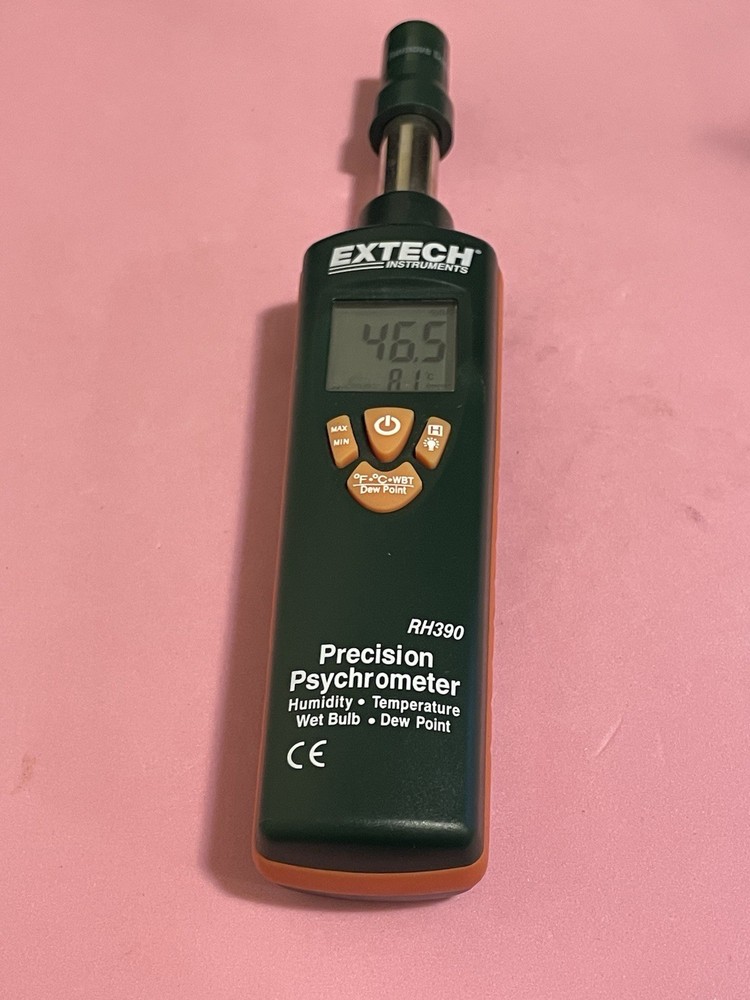 EXTECH®
INSTRUMENTS
46.5
8.1 °C
MAX
MIN
H
°F•°C•WBT
Dew Point
RH390
Precision
Psychrometer
Humidity • Temperature
Wet Bulb • Dew Point
CE